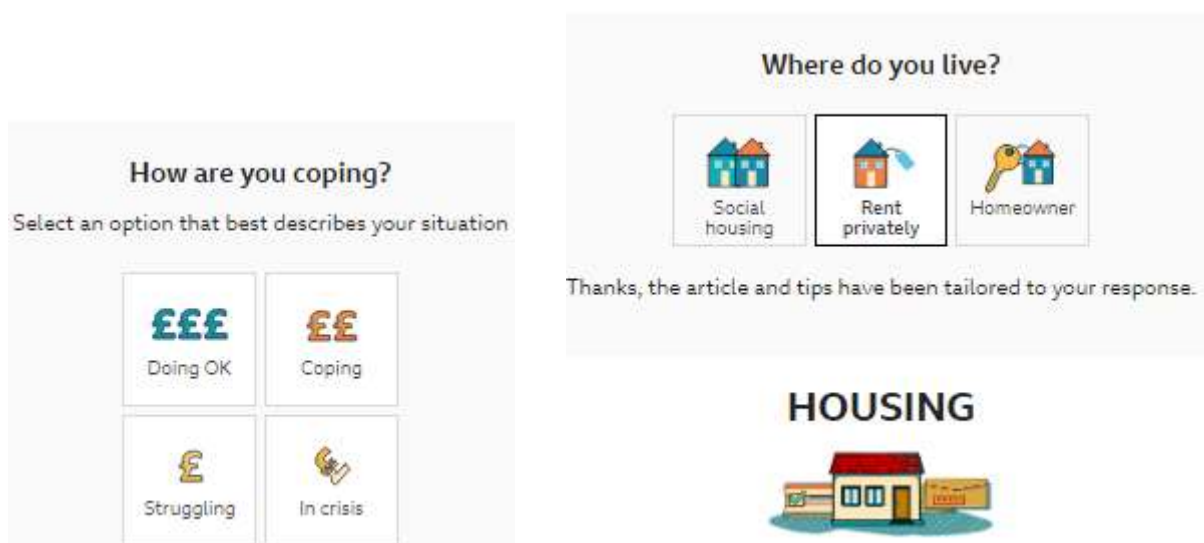 How are you coping?
Select an option that best describes your situation
£££
££
Doing OK
Coping
£
Struggling
In crisis
Where do you live?
Social
housing
Rent
privately
Homeowner
Thanks, the article and tips have been tailored to your response.
HOUSING